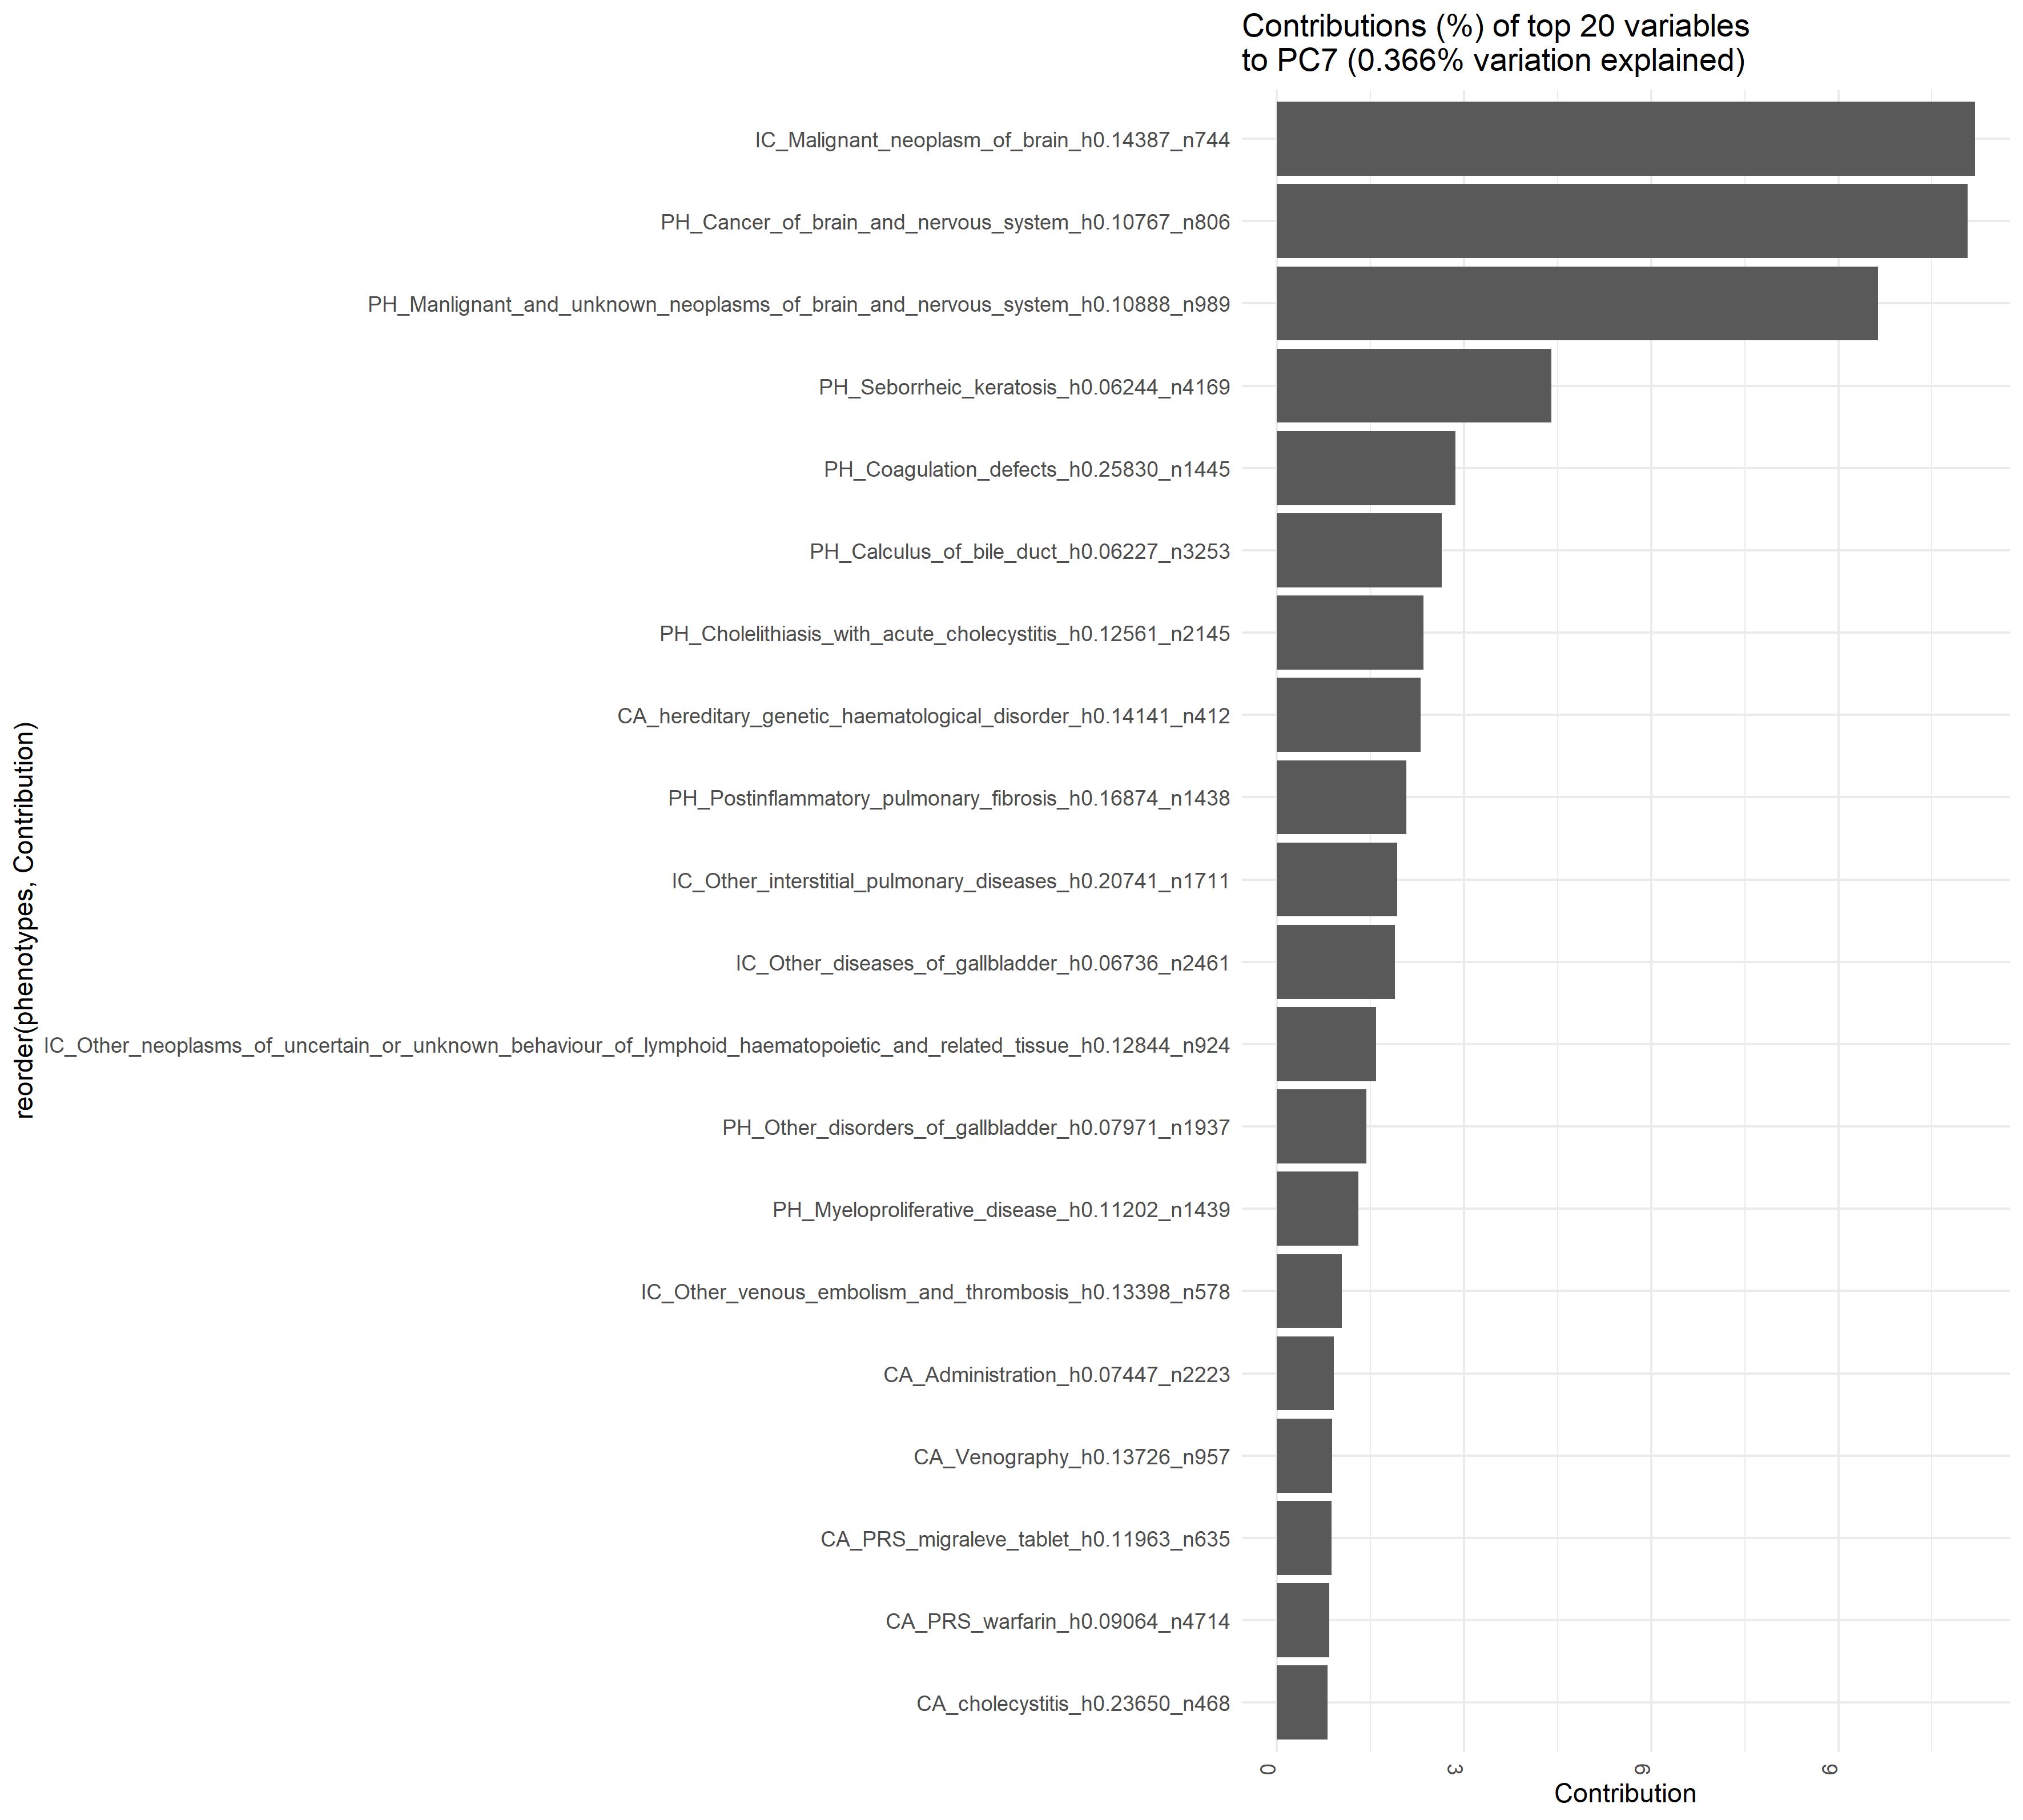 Contributions (%) of top 20 variables
to PC7 (0.366% variation explained)
IC_Malignant_neoplasm_of_brain_h0.14387_n744
PH_Cancer_of_brain_and_nervous_system_h0.10767_n806
PH_Manlignant_and_unknown_neoplasms_of_brain_and_nervous_system_h0.10888_n989
PH_Seborrheic_keratosis_h0.06244_n4169
PH_Coagulation_defects_h0.25830_n1445
PH_Calculus_of_bile_duct_h0.06227_n3253
PH_Cholelithiasis_with_acute_cholecystitis_h0.12561_n2145
CA_hereditary_genetic_haematological_disorder_h0.14141_n412
PH_Postinflammatory_pulmonary_fibrosis_h0.16874_n1438
IC_Other_interstitial_pulmonary_diseases_h0.20741_n1711
IC_Other_diseases_of_gallbladder_h0.06736_n2461
IC_Other_neoplasms_of_uncertain_or_unknown_behaviour_of_lymphoid_haematopoietic_and_related_tissue_h0.12844_n924
PH_Other_disorders_of_gallbladder_h0.07971_n1937
PH_Myeloproliferative_disease_h0.11202_n1439
IC_Other_venous_embolism_and_thrombosis_h0.13398_n578
CA_Administration_h0.07447_n2223
CA_Venography_h0.13726_n957
CA_PRS_migraleve_tablet_h0.11963_n635
CA_PRS_warfarin_h0.09064_n4714
CA_cholecystitis_h0.23650_n468
reorder(phenotypes, Contribution)
0 3 6 9
Contribution